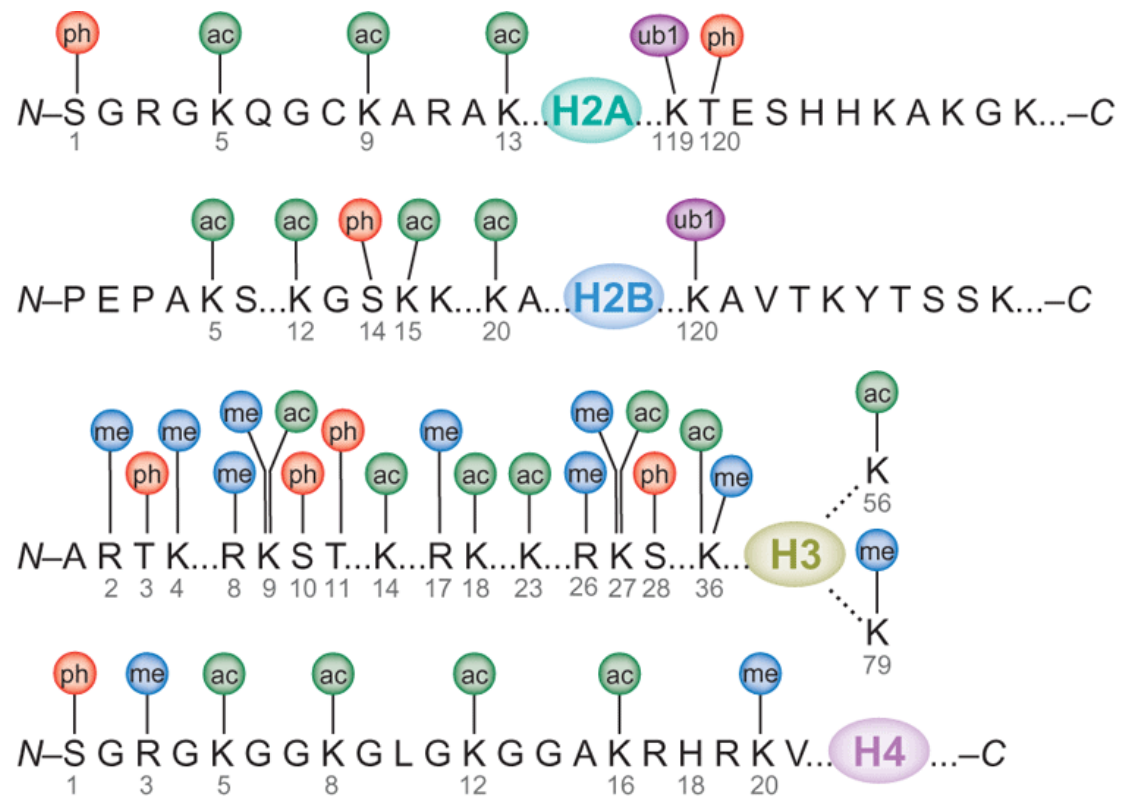 ph ac ac ac ub1 ph
N–S G R G K Q G C K A R A K...H2A...K T E S H H K A K G K...–C
1 5 9 13 119 120
ac ac ph ac ac ub1
N–P E P A K S...K G S K K...K A...H2B...K A V T K Y T S S K...–C
5 12 14 15 20 120
ac
me me me ac ph me me ac ac
ph me ph ac ac ac me ph me
K
56
N–A R T K...R K S T...K...R K...K...R K S...K...H3
me
2 3 4 8 9 10 11 14 17 18 23 26 27 28 36
K
79
ph me ac ac ac ac me
N–S G R G K G G K G L G K G G A K R H R K V...H4...–C
1 3 5 8 12 16 18 20